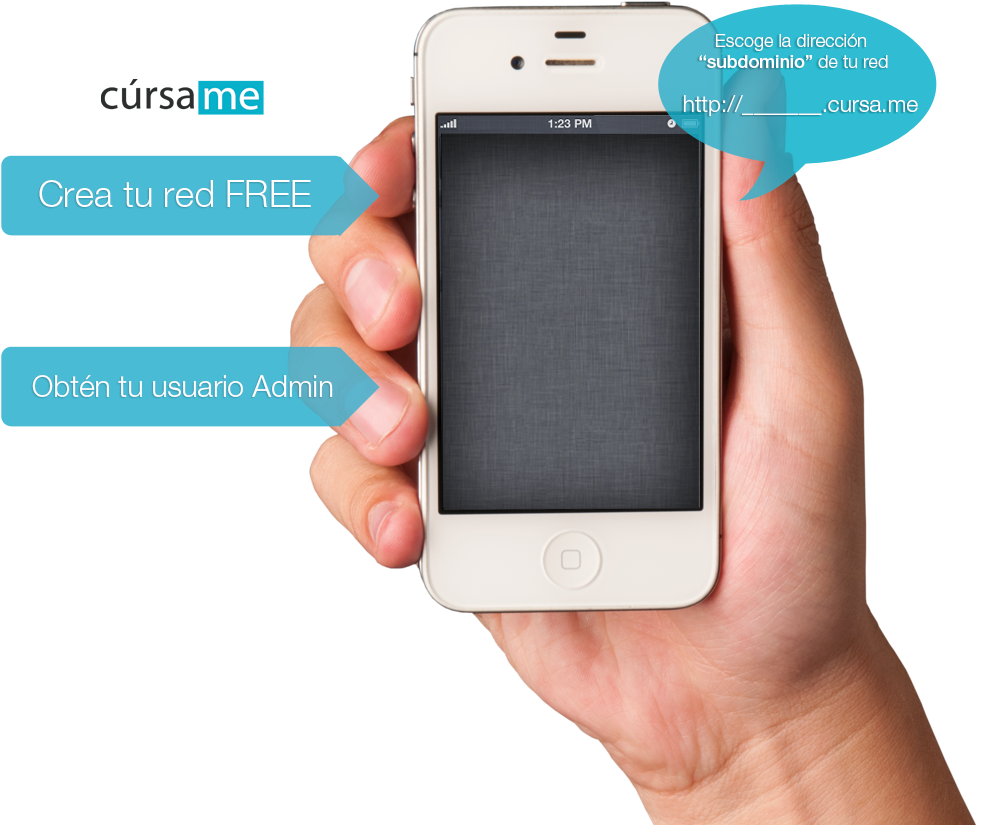 cúrsame
Crea tu red FREE
Obtén tu usuario Admin
1:23 PM
Escoge la dirección
“subdominio” de tu red
http://_______.cursa.me